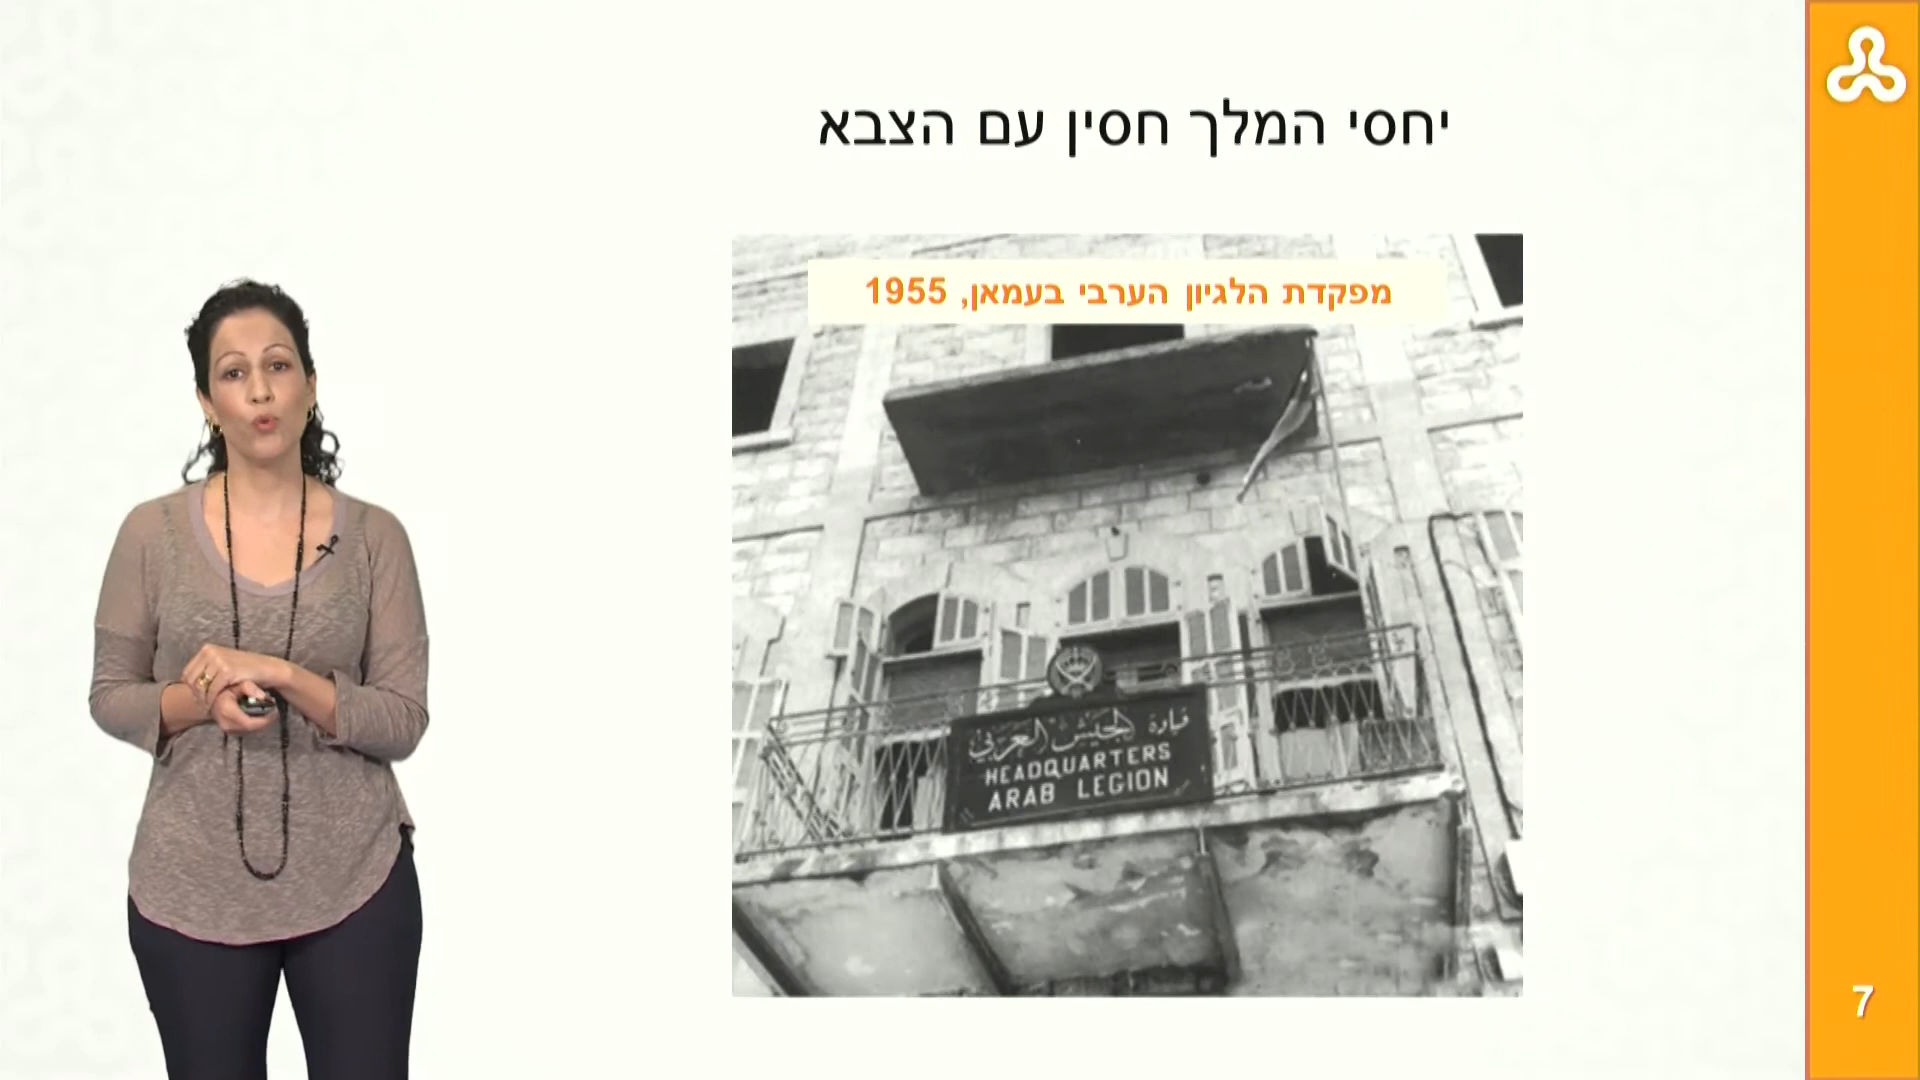 יחסי המלך חסין עם הצבא
מפקדת הלגיון הערבי בעמאן, 1955
قيادة الجيش العربي
HEADQUARTERS
ARAB LEGION
7